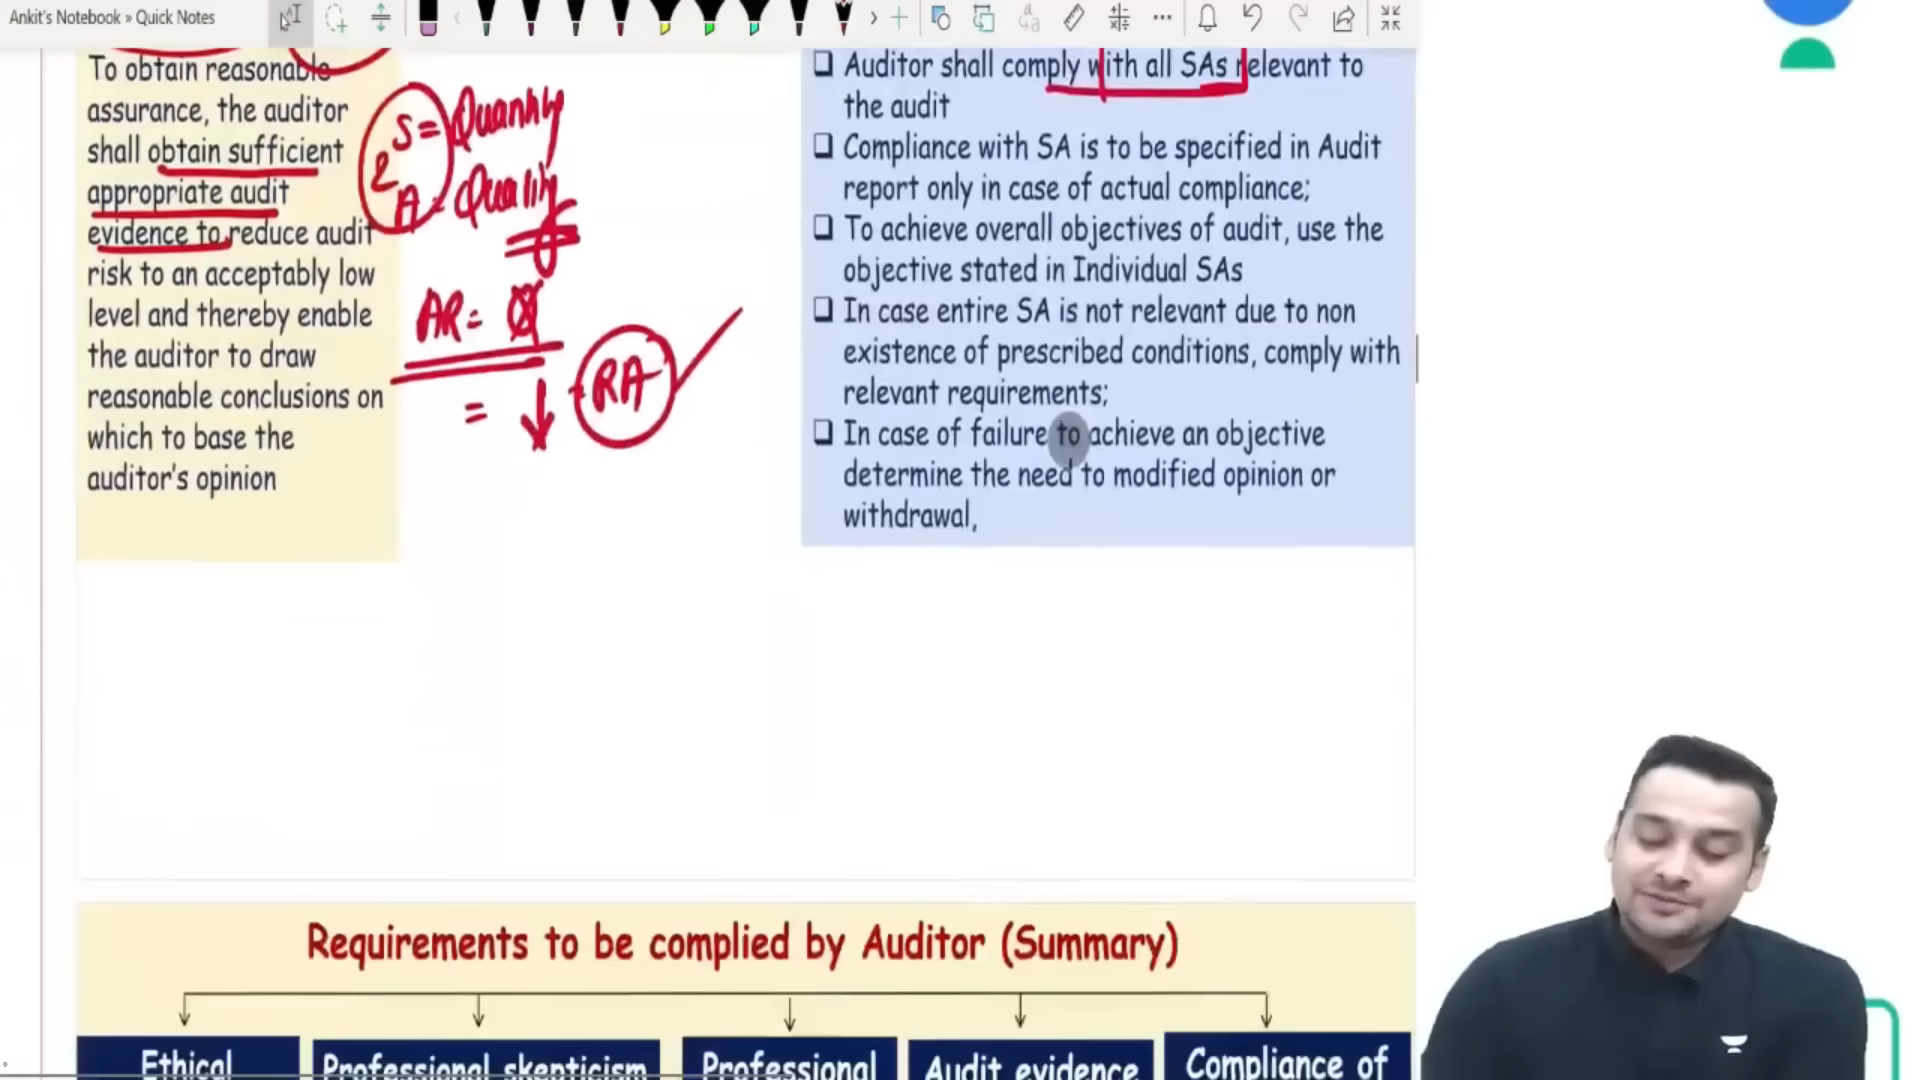 Ankit's Notebook » Quick Notes
To obtain reasonable
assurance, the auditor
shall obtain sufficient
appropriate audit
evidence to reduce audit
risk to an acceptably low
level and thereby enable
the auditor to draw
reasonable conclusions on
which to base the
auditor's opinion
S = Quantity
A = Quality
AR =
= RA
Auditor shall comply with all SAs relevant to
the audit
Compliance with SA is to be specified in Audit
report only in case of actual compliance;
To achieve overall objectives of audit, use the
objective stated in Individual SAs
In case entire SA is not relevant due to non
existence of prescribed conditions, comply with
relevant requirements;
In case of failure to achieve an objective
determine the need to modified opinion or
withdrawal,
Requirements to be complied by Auditor (Summary)
Ethical
Professional skepticism
Professional
Audit evidence
Compliance of